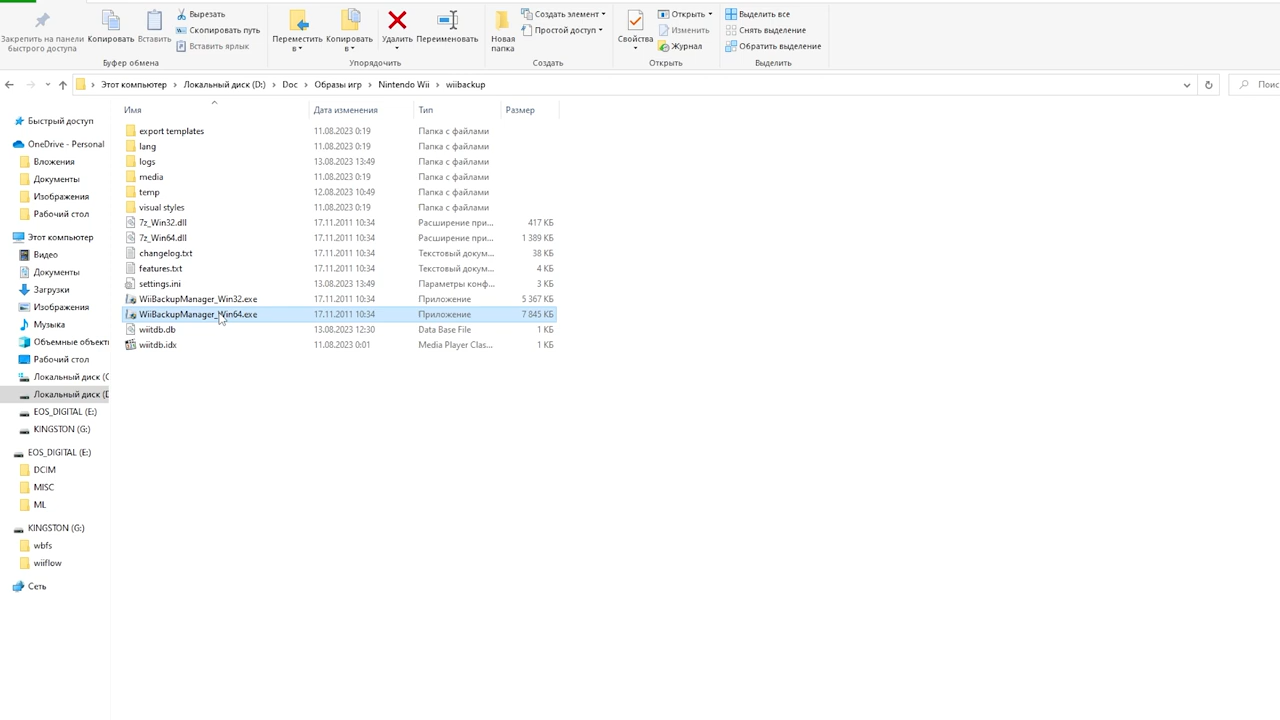 Закрепить на панели быстрого доступа
Копировать
Вставить
Вырезать
Скопировать путь
Вставить ярлык
Буфер обмена
Переместить в
Копировать в
Удалить
Переименовать
Упорядочить
Новая папка
Создать элемент
Простой доступ
Создать
Свойства
Открыть
Изменить
Журнал
Открыть
Выделить все
Снять выделение
Обратить выделение
Выделить
Этот компьютер > Локальный диск (D:) > Doc > Образы игр > Nintendo Wii > wiibackup
Имя Дата изменения Тип Размер
Быстрый доступ
OneDrive - Personal
Вложения
Документы
Изображения
Рабочий стол
Этот компьютер
Видео
Документы
Загрузки
Изображения
Музыка
Объемные объекты
Рабочий стол
Локальный диск (C
Локальный диск (D
EOS_DIGITAL (E:)
KINGSTON (G:)
EOS_DIGITAL (E:)
DCIM
MISC
ML
KINGSTON (G:)
wbfs
wiiflow
Сеть
export templates 11.08.2023 0:19 Папка с файлами
lang 11.08.2023 0:19 Папка с файлами
logs 13.08.2023 13:49 Папка с файлами
media 11.08.2023 0:19 Папка с файлами
temp 12.08.2023 10:49 Папка с файлами
visual styles 11.08.2023 0:19 Папка с файлами
7z_Win32.dll 17.11.2011 10:34 Расширение при... 417 КБ
7z_Win64.dll 17.11.2011 10:34 Расширение при... 1 389 КБ
changelog.txt 17.11.2011 10:34 Текстовый докум... 38 КБ
features.txt 17.11.2011 10:34 Текстовый докум... 4 КБ
settings.ini 13.08.2023 13:49 Параметры конф... 3 КБ
WiiBackupManager_Win32.exe 17.11.2011 10:34 Приложение 5 367 КБ
WiiBackupManager_Win64.exe 17.11.2011 10:34 Приложение 7 845 КБ
wiitdb.db 13.08.2023 12:30 Data Base File 1 КБ
wiitdb.idx 11.08.2023 0:01 Media Player Clas... 1 КБ